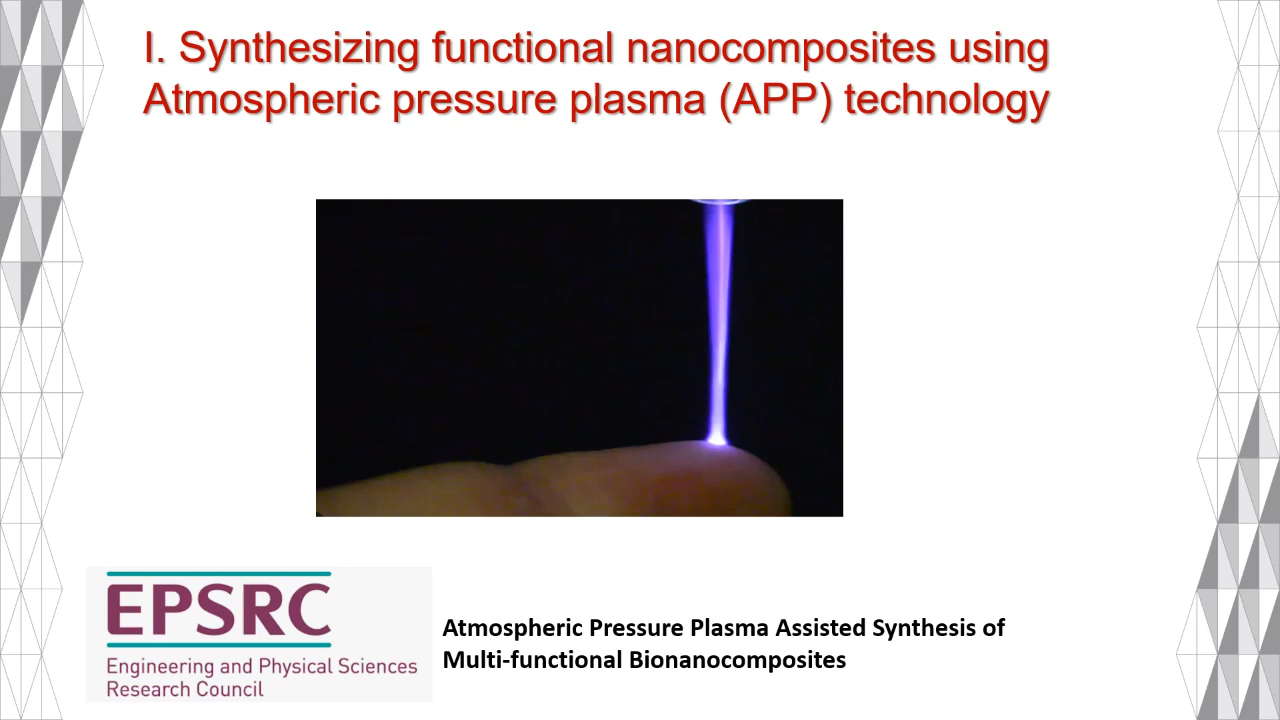 I. Synthesizing functional nanocomposites using
Atmospheric pressure plasma (APP) technology
EPSRC
Engineering and Physical Sciences
Research Council
Atmospheric Pressure Plasma Assisted Synthesis of
Multi-functional Bionanocomposites